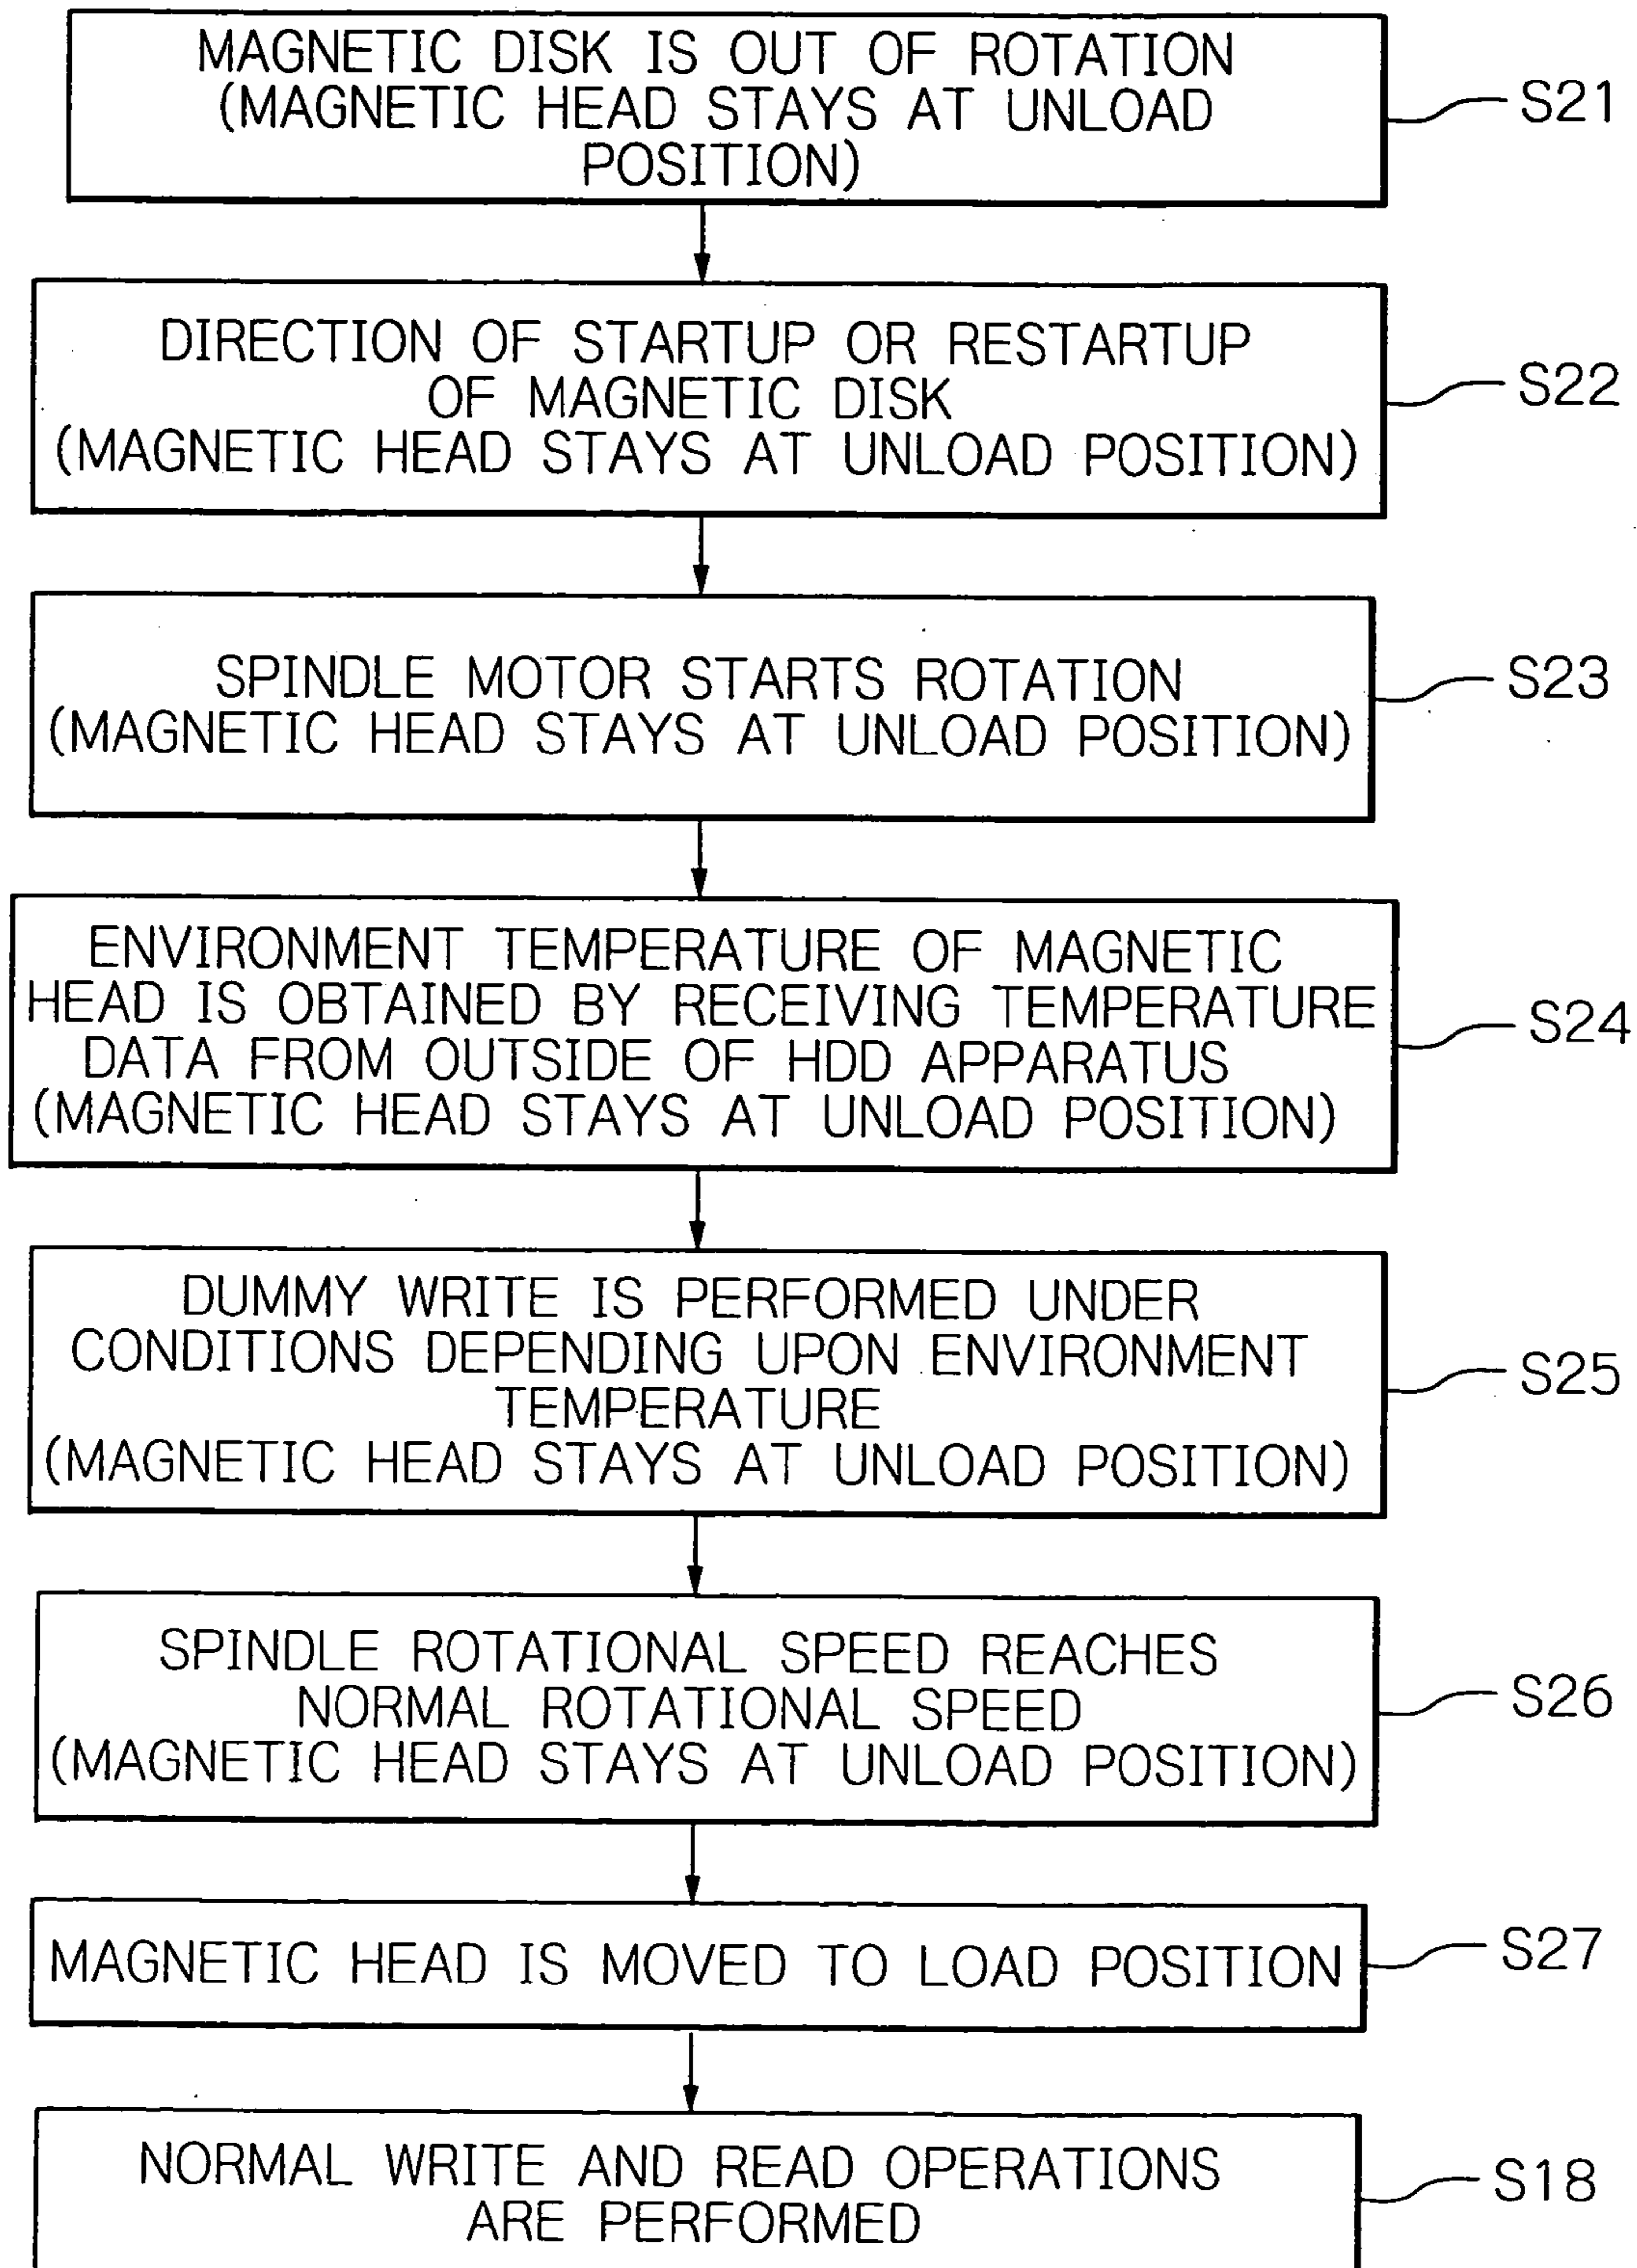 MAGNETIC DISK IS OUT OF ROTATION
(MAGNETIC HEAD STAYS AT UNLOAD
POSITION)
S21
DIRECTION OF STARTUP OR RESTARTUP
OF MAGNETIC DISK
(MAGNETIC HEAD STAYS AT UNLOAD POSITION)
S22
SPINDLE MOTOR STARTS ROTATION
(MAGNETIC HEAD STAYS AT UNLOAD POSITION)
S23
ENVIRONMENT TEMPERATURE OF MAGNETIC
HEAD IS OBTAINED BY RECEIVING TEMPERATURE
DATA FROM OUTSIDE OF HDD APPARATUS
(MAGNETIC HEAD STAYS AT UNLOAD POSITION)
S24
DUMMY WRITE IS PERFORMED UNDER
CONDITIONS DEPENDING UPON ENVIRONMENT
TEMPERATURE
(MAGNETIC HEAD STAYS AT UNLOAD POSITION)
S25
SPINDLE ROTATIONAL SPEED REACHES
NORMAL ROTATIONAL SPEED
(MAGNETIC HEAD STAYS AT UNLOAD POSITION)
S26
MAGNETIC HEAD IS MOVED TO LOAD POSITION
S27
NORMAL WRITE AND READ OPERATIONS
ARE PERFORMED
S18